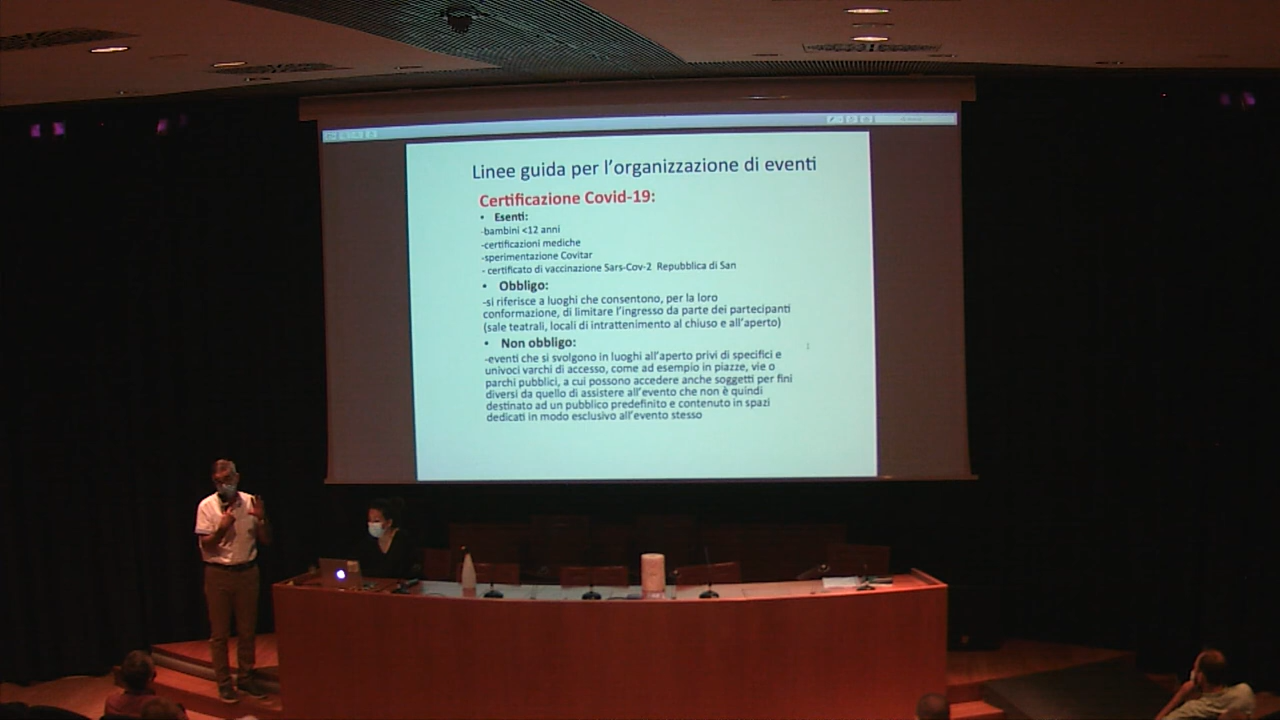 Linee guida per l'organizzazione di eventi
Certificazione Covid-19:
• Esenti:
-bambini <12 anni
-certificazioni mediche
-sperimentazione Covitar
- certificato di vaccinazione Sars-Cov-2 Repubblica di San
• Obbligo:
-si riferisce a luoghi che consentono, per la loro
conformazione, di limitare l'ingresso da parte dei partecipanti
(sale teatrali, locali di intrattenimento al chiuso e all'aperto)
• Non obbligo:
-eventi che si svolgono in luoghi all'aperto privi di specifici e
univoci varchi di accesso, come ad esempio in piazze, vie o
parchi pubblici, a cui possono accedere anche soggetti per fini
diversi da quello di assistere all'evento che non è quindi
destinato ad un pubblico predefinito e contenuto in spazi
dedicati in modo esclusivo all'evento stesso